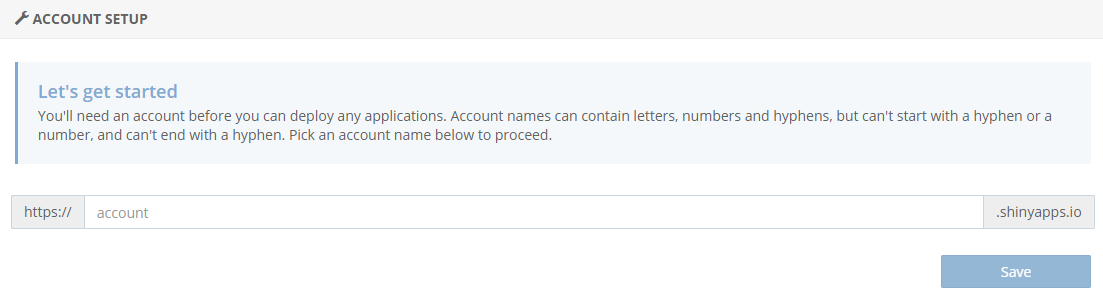 ACCOUNT SETUP
Let's get started
You'll need an account before you can deploy any applications. Account names can contain letters, numbers and hyphens, but can't start with a hyphen or a
number, and can't end with a hyphen. Pick an account name below to proceed.
https:// account .shinyapps.io
Save